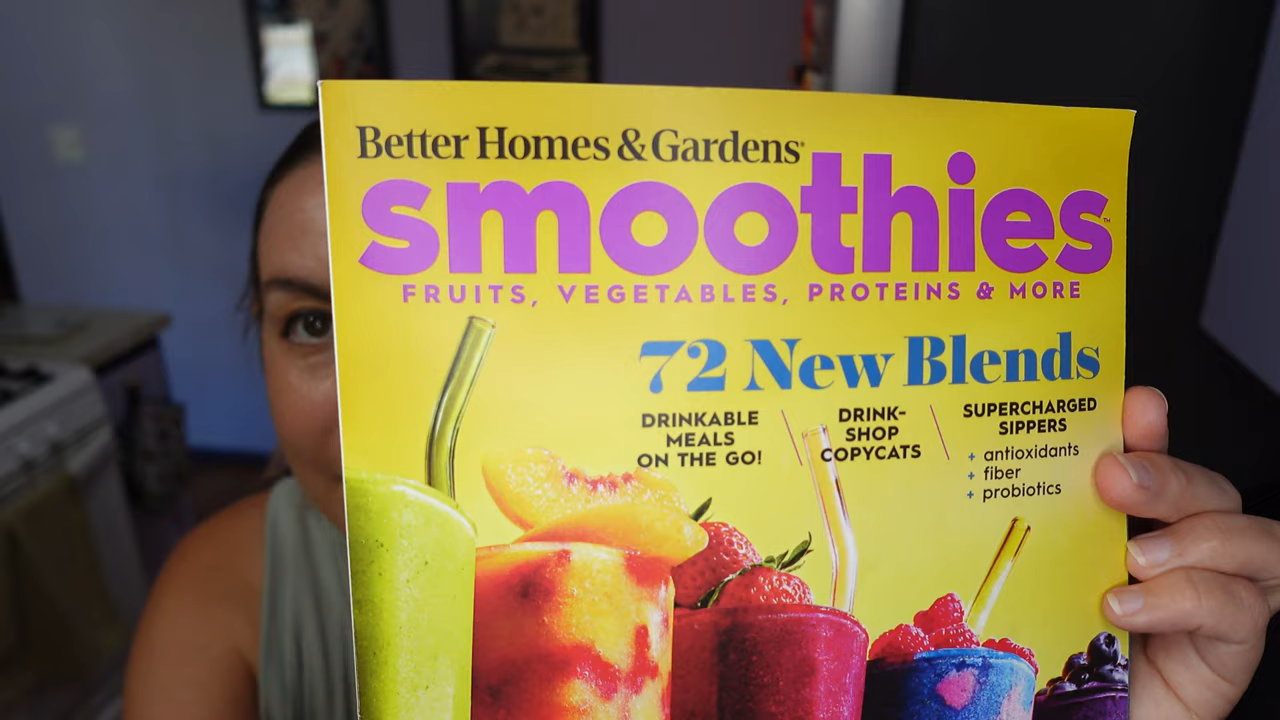 Better Homes & Gardens®
smoothies™
FRUITS, VEGETABLES, PROTEINS & MORE
72 New Blends
DRINKABLE
MEALS
ON THE GO!
DRINK-
SHOP
COPYCATS
SUPERCHARGED
SIPPERS
+ antioxidants
+ fiber
+ probiotics